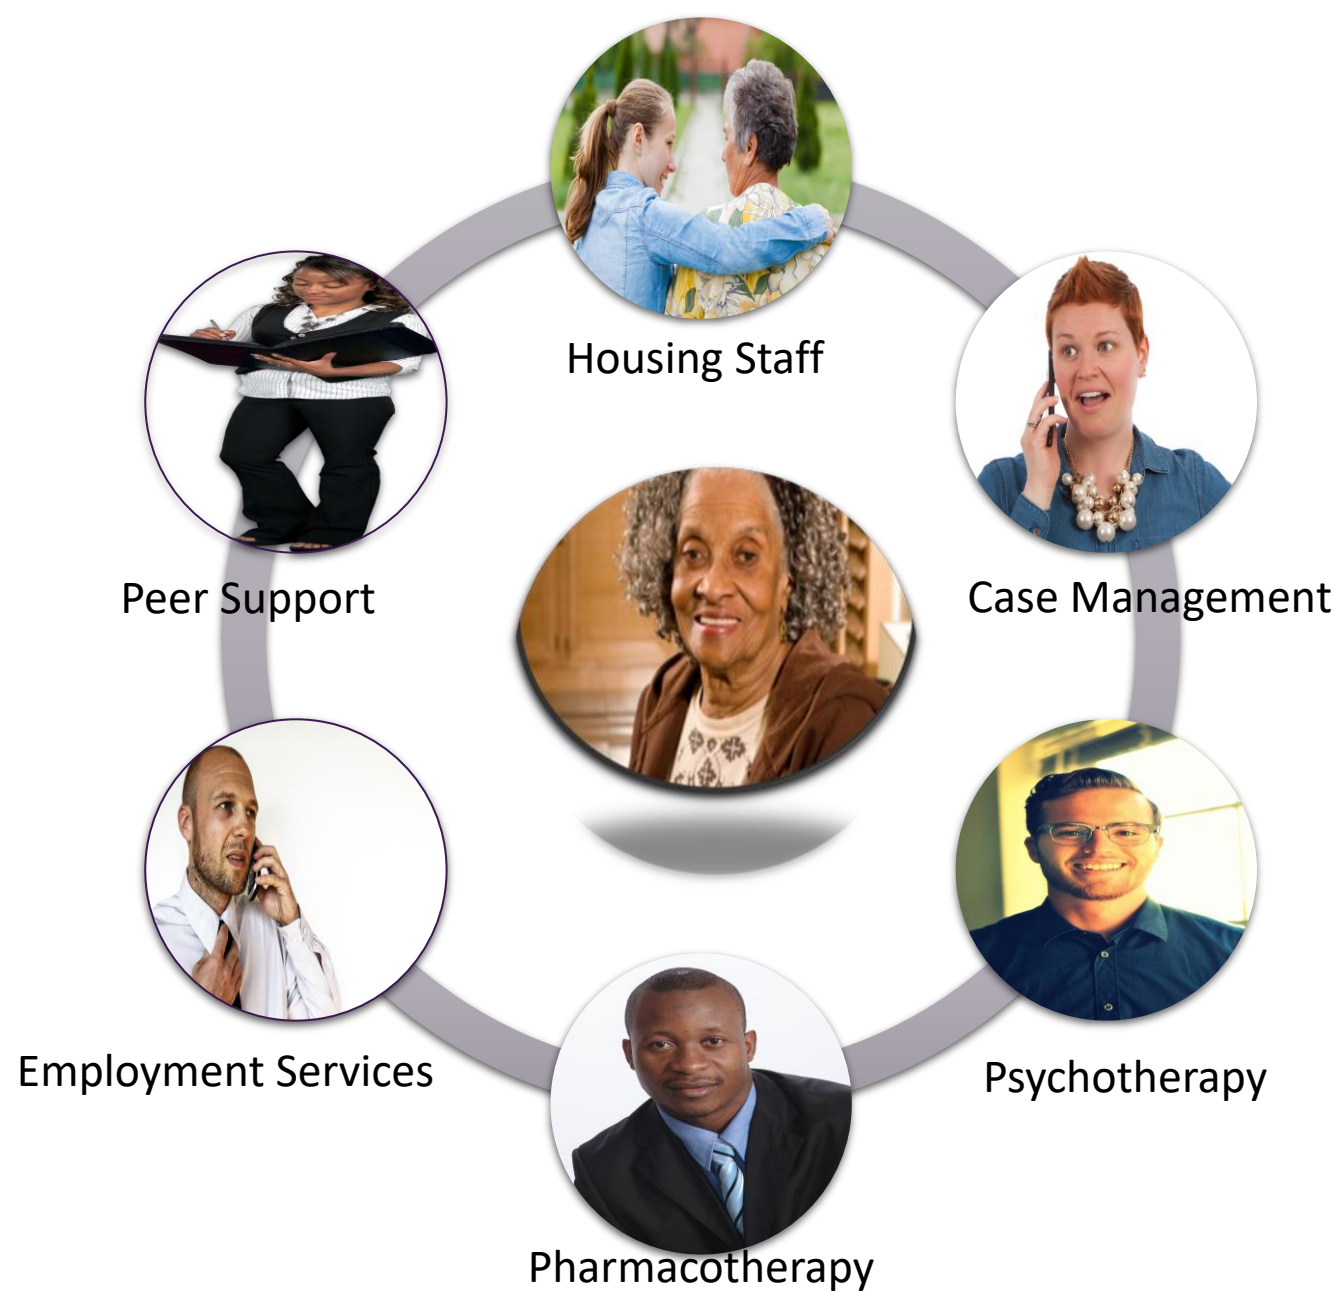 Housing Staff
Peer Support
Case Management
Employment Services
Psychotherapy
Pharmacotherapy